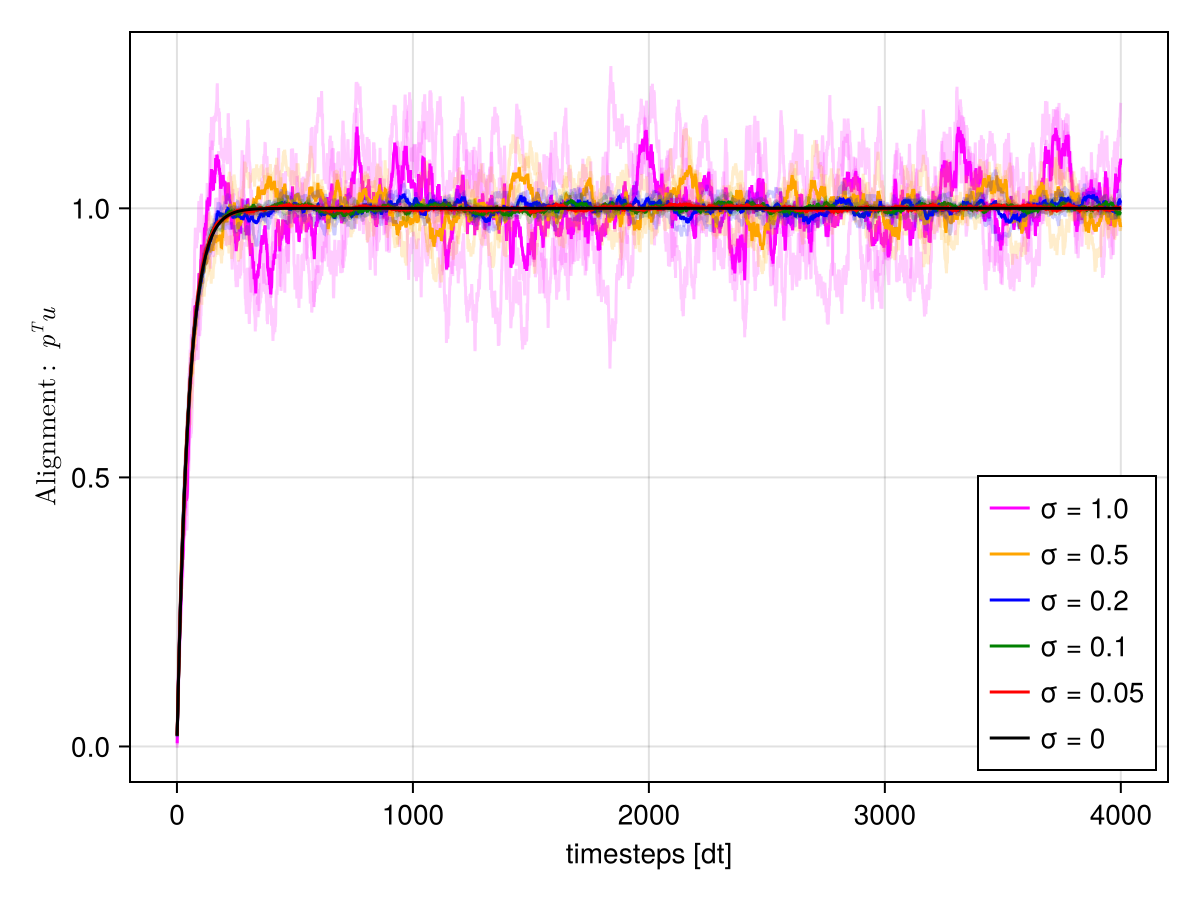 Alignment: p^T u
1.0
0.5
0.0
0 1000 2000 3000 4000
timesteps [dt]
σ = 1.0
σ = 0.5
σ = 0.2
σ = 0.1
σ = 0.05
σ = 0